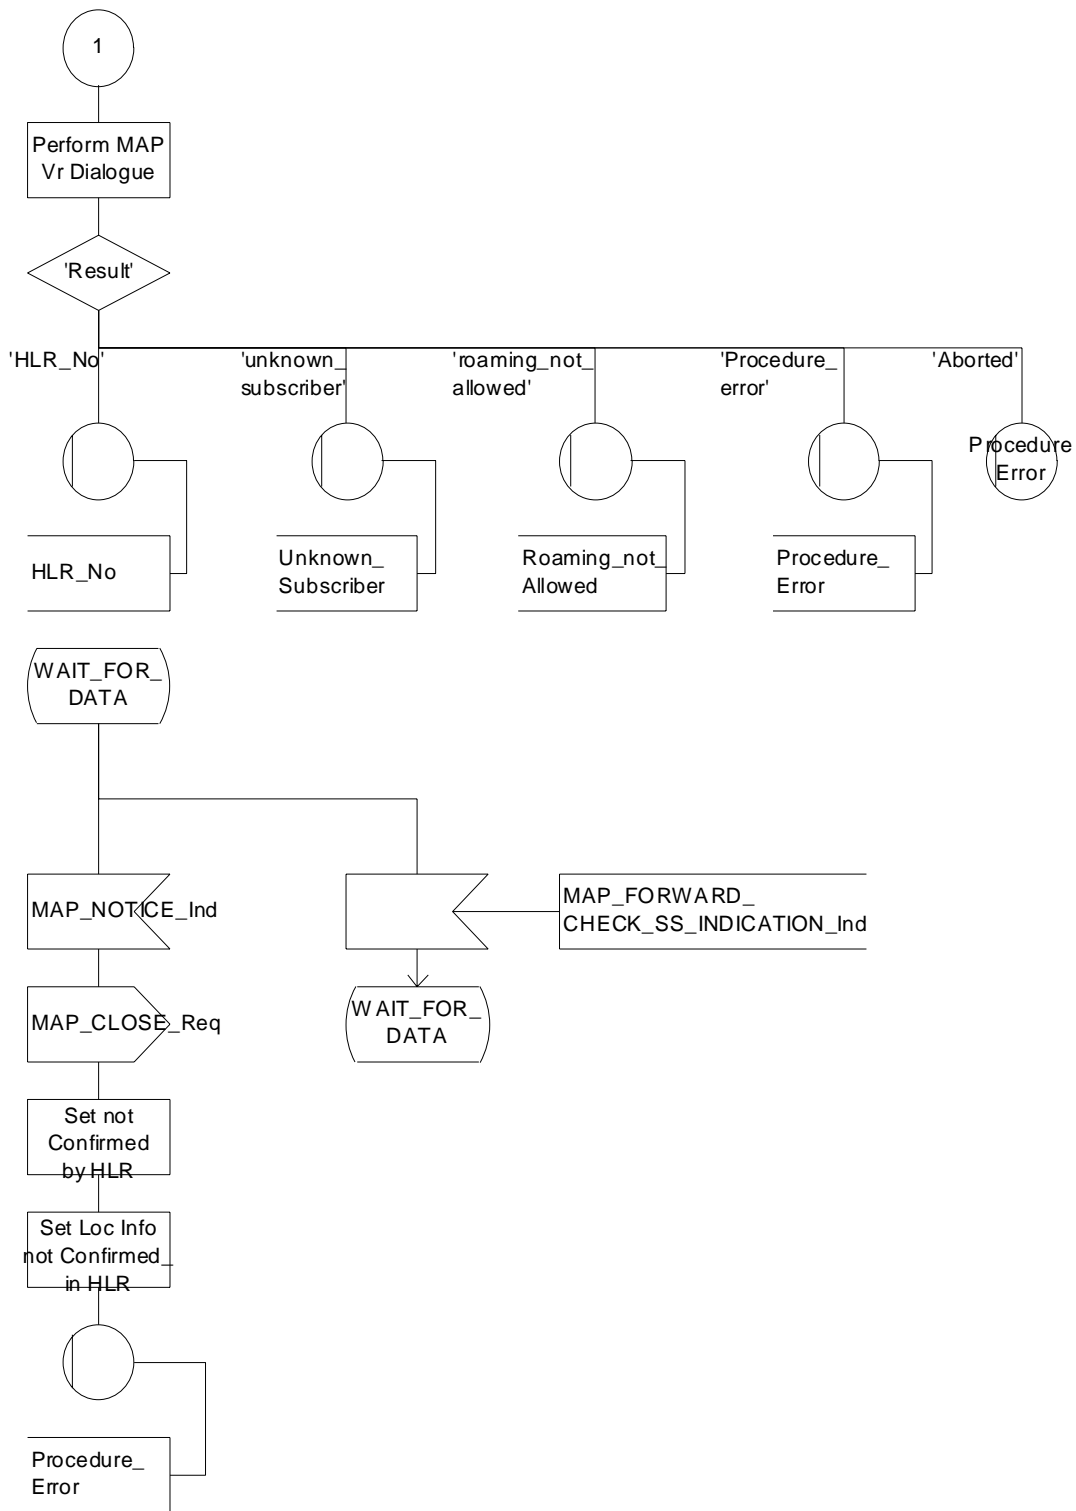 1
Perform MAP
Vr Dialogue
'Result'
'HLR_No'
'unknown_
subscriber'
'roaming_not_
allowed'
'Procedure_
error'
'Aborted'
Procedure
Error
HLR_No
Unknown_
Subscriber
Roaming_not_
Allowed
Procedure_
Error
WAIT_FOR_
DATA
MAP_NOTICE_Ind
MAP_FORWARD_
CHECK_SS_INDICATION_Ind
MAP_CLOSE_Req
WAIT_FOR_
DATA
Set not
Confirmed
by HLR
Set Loc Info
not Confirmed_
in HLR
Procedure_
Error